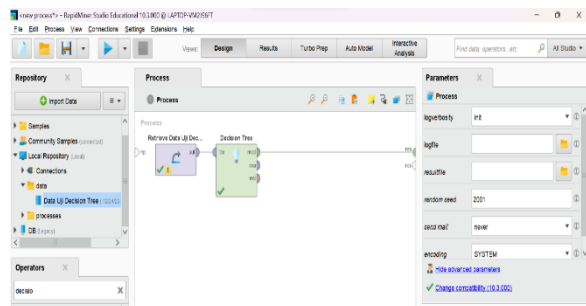 <new process*> – RapidMiner Studio Educational 10.3.000 @ LAPTOP-VM2I56FT
File Edit Process View Connections Settings Extensions Help
Views: Design Results Turbo Prep Auto Model Interactive Analysis Find data, operators...etc All Studio
Repository
Import Data
Samples
Community Samples (connected)
Local Repository (Local)
Connections
data
Data Uji Decision Tree
processes
DB (Legacy)
Operators
decisio
Process
Process
Process
Retrieve Data Uji Dec...
Decision Tree
inp
out
tra
mod
exa
wei
res
res
Parameters
Process
logverbosity init
logfile
resultfile
random seed 2001
send mail never
encoding SYSTEM
Hide advanced parameters
Change compatibility (10.3.000)